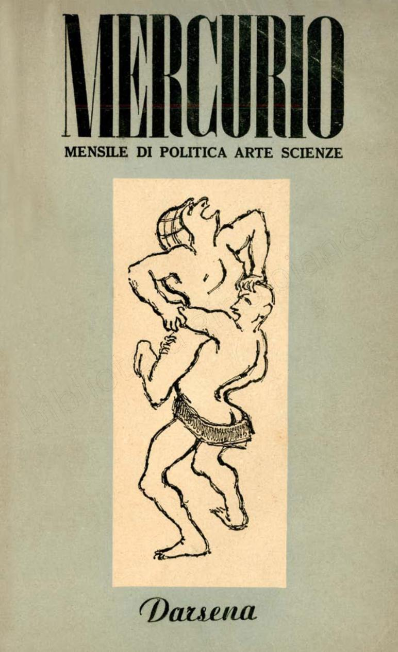 MERCURIO
MENSILE DI POLITICA ARTE SCIENZE
Darsena